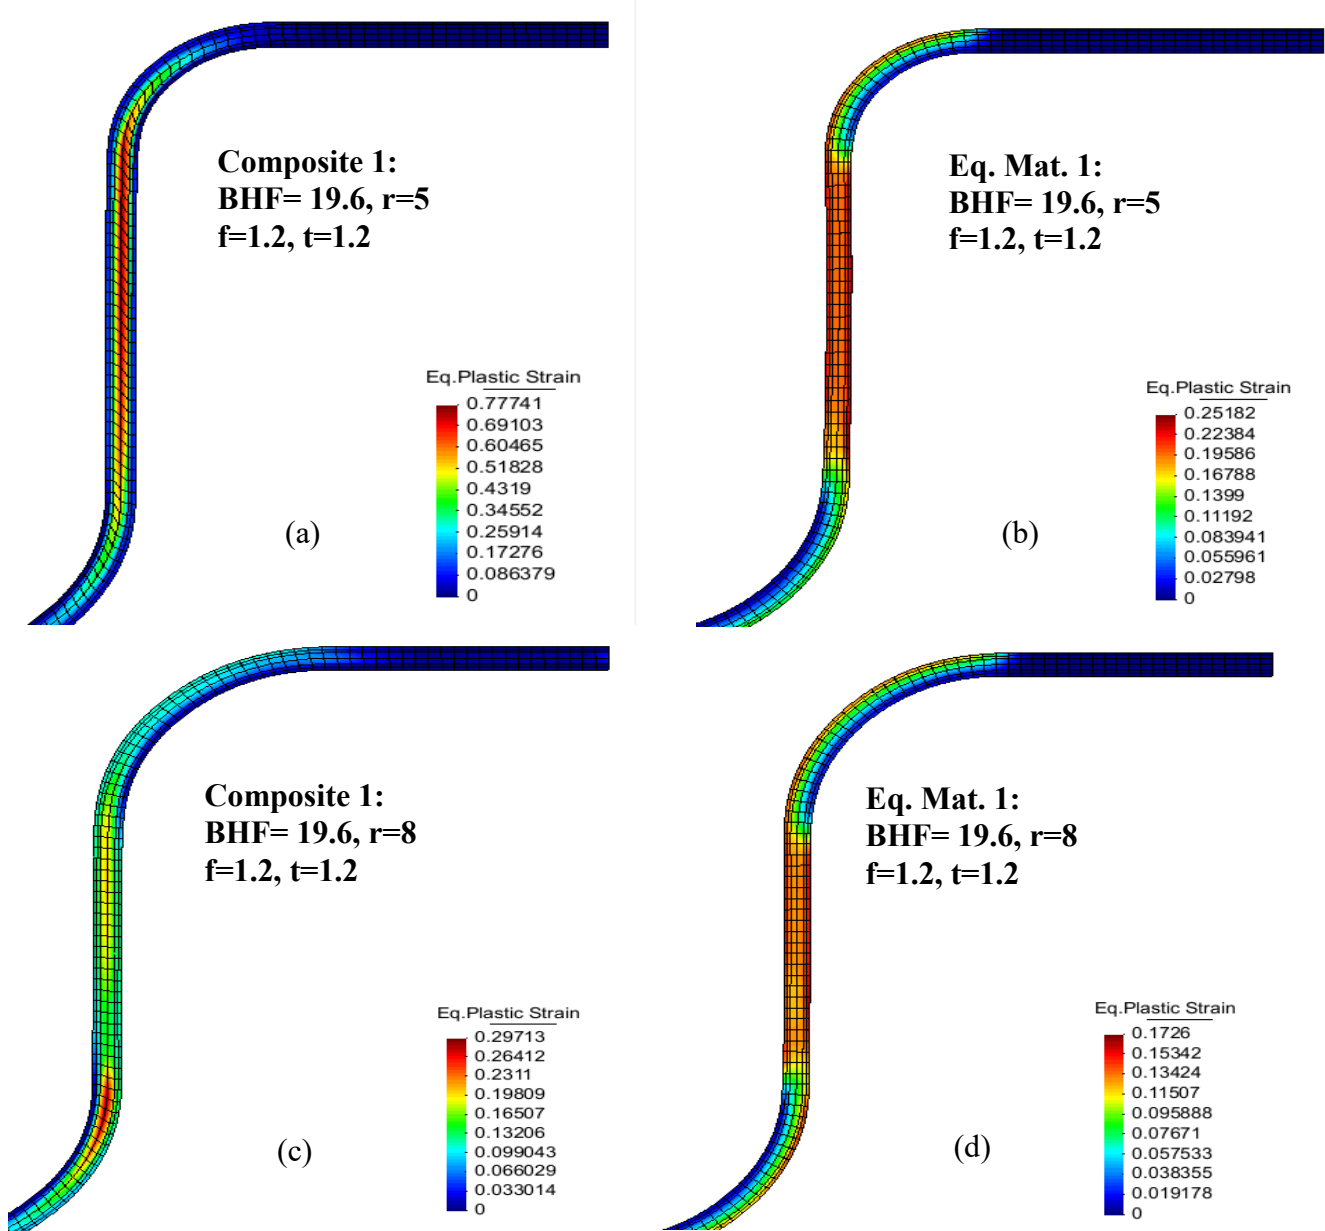 Composite 1:
BHF= 19.6, r=5
f=1.2, t=1.2
Eq.Plastic Strain
0.77741
0.69103
0.60465
0.51828
0.4319
0.34552
0.25914
0.17276
0.086379
0
(a)
Eq. Mat. 1:
BHF= 19.6, r=5
f=1.2, t=1.2
Eq.Plastic Strain
0.25182
0.22384
0.19586
0.16788
0.1399
0.11192
0.083941
0.055961
0.02798
0
(b)
Composite 1:
BHF= 19.6, r=8
f=1.2, t=1.2
Eq.Plastic Strain
0.29713
0.26412
0.2311
0.19809
0.16507
0.13206
0.099043
0.066029
0.033014
0
(c)
Eq. Mat. 1:
BHF= 19.6, r=8
f=1.2, t=1.2
Eq.Plastic Strain
0.1726
0.15342
0.13424
0.11507
0.095888
0.07671
0.057533
0.038355
0.019178
0
(d)